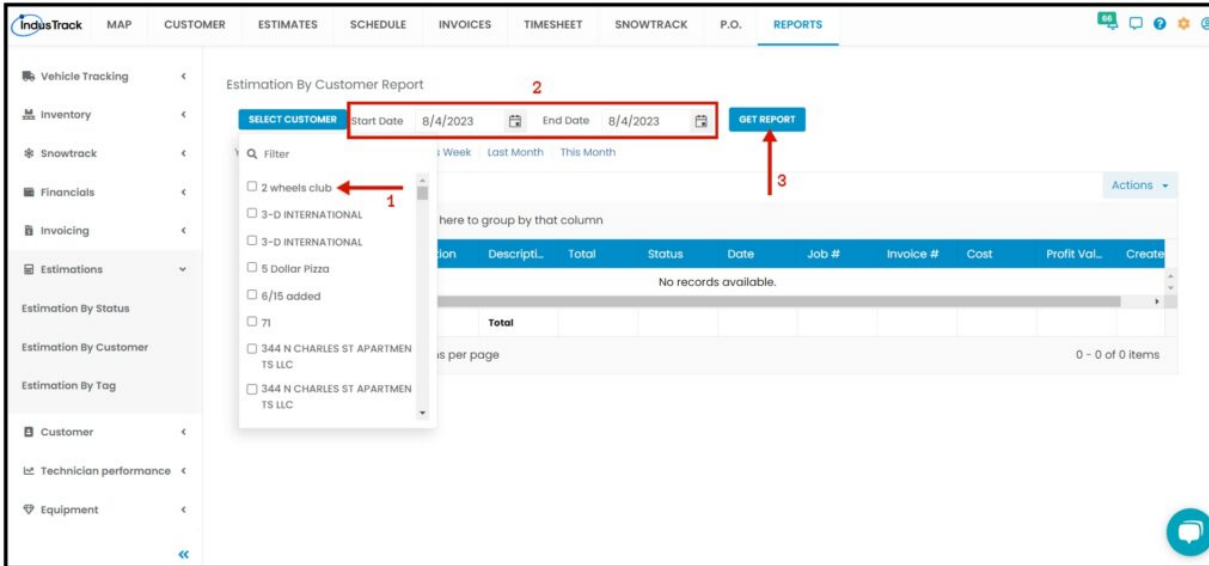 IndusTrack MAP CUSTOMER ESTIMATES SCHEDULE INVOICES TIMESHEET SNOWTRACK P.O. REPORTS 66
Vehicle Tracking
Inventory
Snowtrack
Financials
Invoicing
Estimations
Estimation By Status
Estimation By Customer
Estimation By Tag
Customer
Technician performance
Equipment
Estimation By Customer Report
2
SELECT CUSTOMER Start Date 8/4/2023 End Date 8/4/2023 GET REPORT
Week Last Month This Month
3
Filter
2 wheels club
1
3-D INTERNATIONAL
3-D INTERNATIONAL
5 Dollar Pizza
6/15 added
71
344 N CHARLES ST APARTMEN
TS LLC
344 N CHARLES ST APARTMEN
TS LLC
Actions
here to group by that column
Descripti... Total Status Date Job # Invoice # Cost Profit Val... Create
No records available.
Total
per page 0 - 0 of 0 items